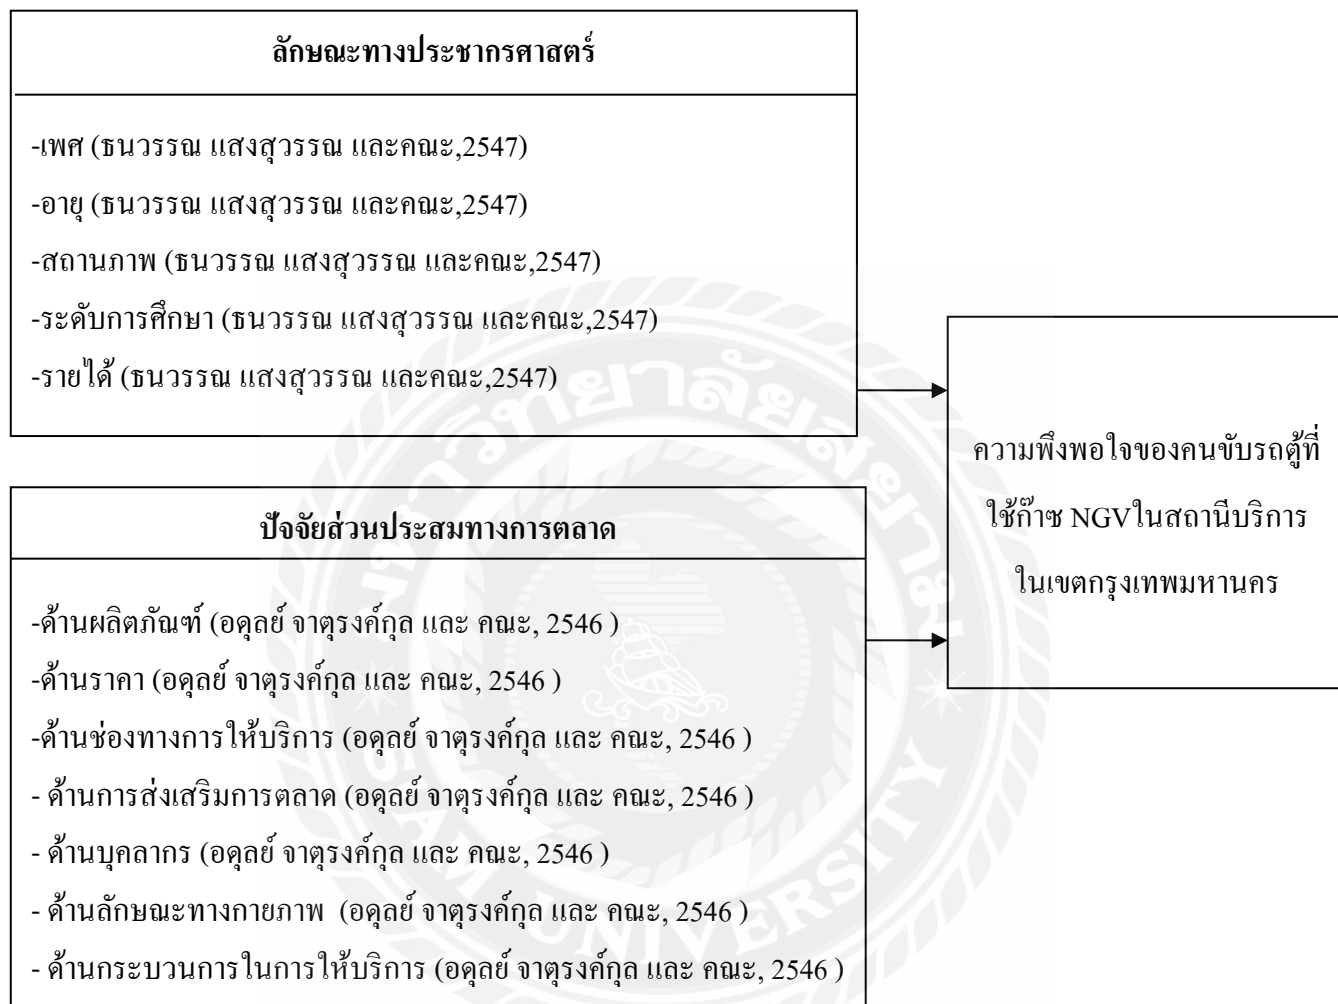 ลักษณะทางประชากรศาสตร์
-เพศ (ธนวรรณ แสงสุวรรณ และคณะ,2547)
-อายุ (ธนวรรณ แสงสุวรรณ และคณะ,2547)
-สถานภาพ (ธนวรรณ แสงสุวรรณ และคณะ,2547)
-ระดับการศึกษา (ธนวรรณ แสงสุวรรณ และคณะ,2547)
-รายได้ (ธนวรรณ แสงสุวรรณ และคณะ,2547)
ปัจจัยส่วนประสมทางการตลาด
-ด้านผลิตภัณฑ์ (อดุลย์ จาตุรงค์กุล และ คณะ, 2546 )
-ด้านราคา (อดุลย์ จาตุรงค์กุล และ คณะ, 2546 )
-ด้านช่องทางการให้บริการ (อดุลย์ จาตุรงค์กุล และ คณะ, 2546 )
- ด้านการส่งเสริมการตลาด (อดุลย์ จาตุรงค์กุล และ คณะ, 2546 )
- ด้านบุคลากร (อดุลย์ จาตุรงค์กุล และ คณะ, 2546 )
- ด้านลักษณะทางกายภาพ (อดุลย์ จาตุรงค์กุล และ คณะ, 2546 )
- ด้านกระบวนการในการให้บริการ (อดุลย์ จาตุรงค์กุล และ คณะ, 2546 )
ความพึงพอใจของคนขับรถตู้ที่
ใช้ก๊าซ NGVในสถานีบริการ
ในเขตกรุงเทพมหานคร
มหาวิทยาลัยสยาม
SIAM UNIVERSITY